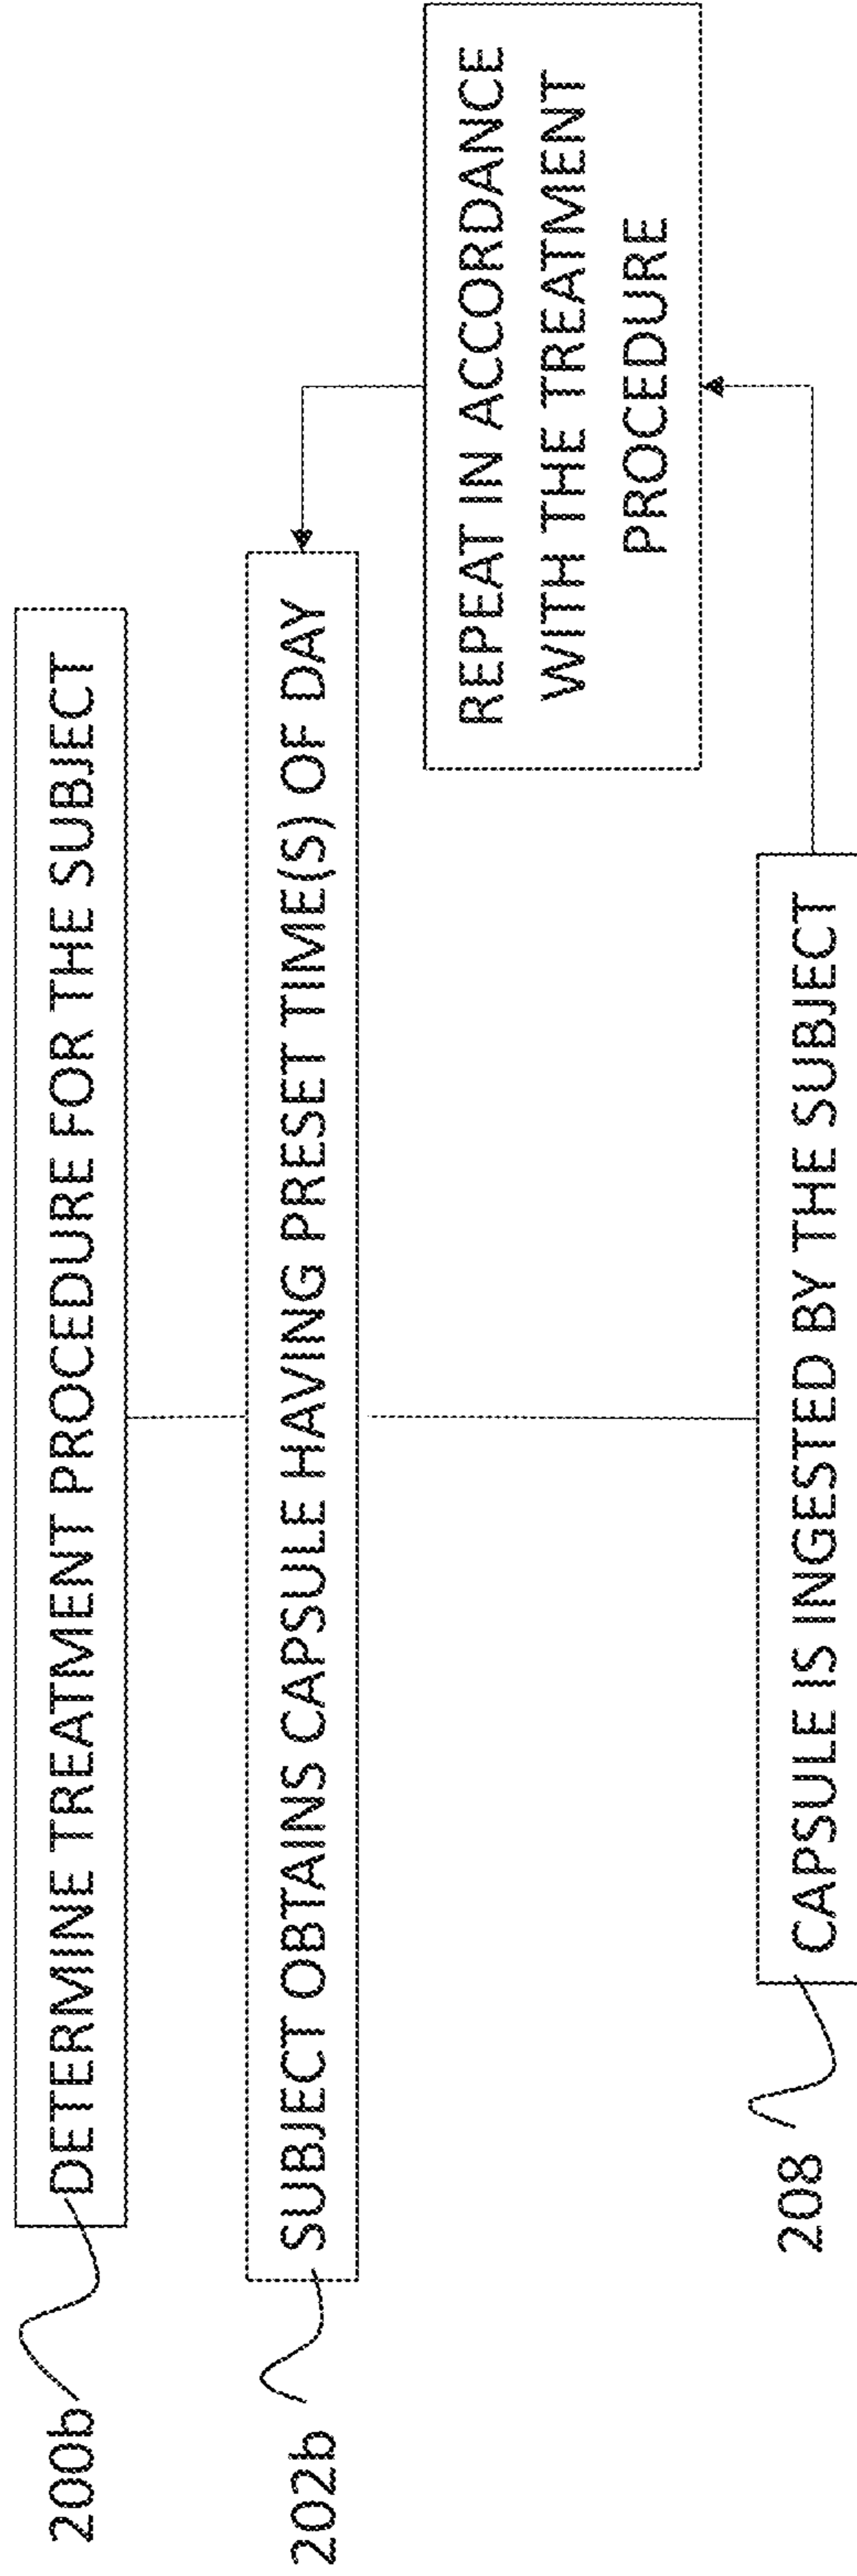 200b
DETERMINE TREATMENT PROCEDURE FOR THE SUBJECT
202b
SUBJECT OBTAINS CAPSULE HAVING PRESET TIME(S) OF DAY
REPEAT IN ACCORDANCE
WITH THE TREATMENT
PROCEDURE
208
CAPSULE IS INGESTED BY THE SUBJECT